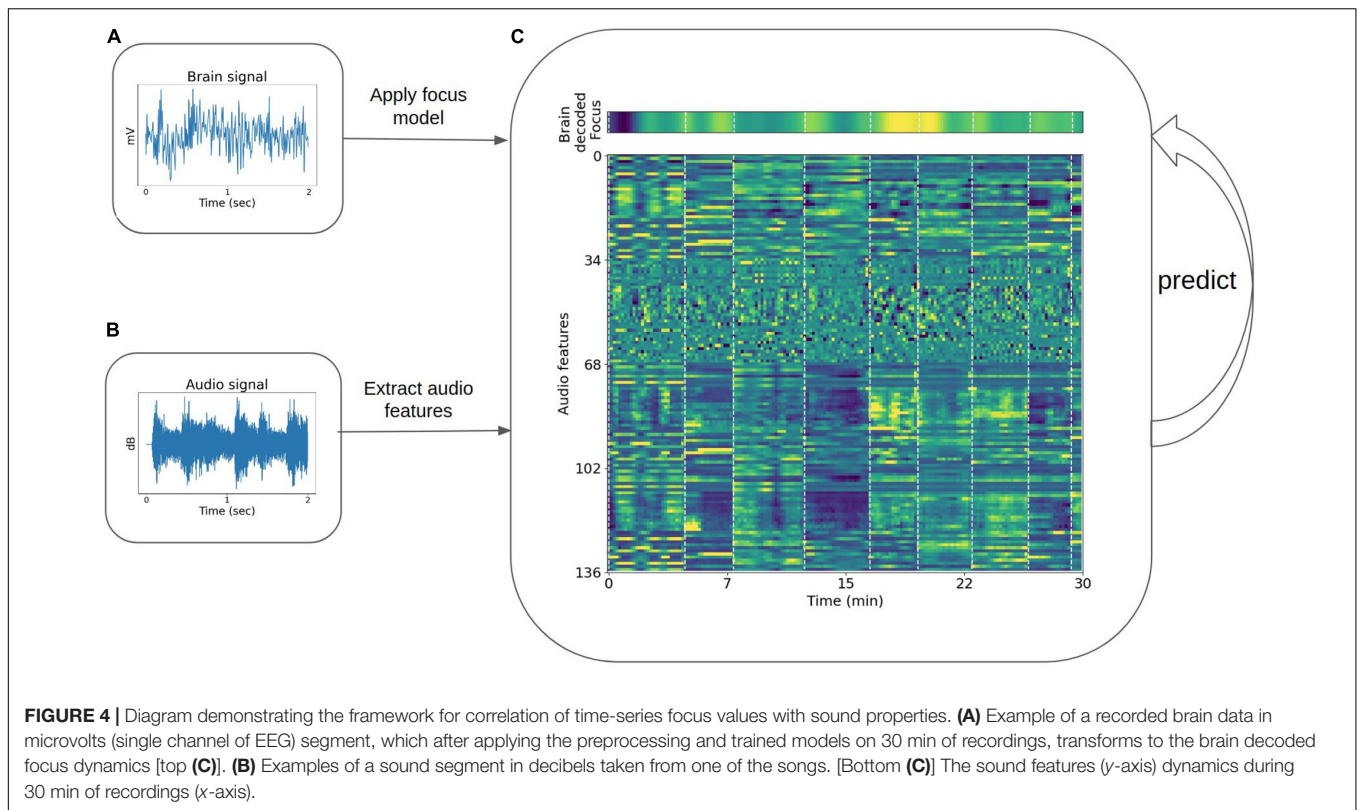 A
Brain signal
mV
0 1 2
Time (sec)
Apply focus
model
B
Audio signal
dB
0 1 2
Time (sec)
Extract audio
features
C
Brain
decoded
Focus
0
34
68
102
136
Audio features
0 7 15 22 30
Time (min)
predict
FIGURE 4 | Diagram demonstrating the framework for correlation of time-series focus values with sound properties. (A) Example of a recorded brain data in
microvolts (single channel of EEG) segment, which after applying the preprocessing and trained models on 30 min of recordings, transforms to the brain decoded
focus dynamics [top (C)]. (B) Examples of a sound segment in decibels taken from one of the songs. [Bottom (C)] The sound features (y-axis) dynamics during
30 min of recordings (x-axis).